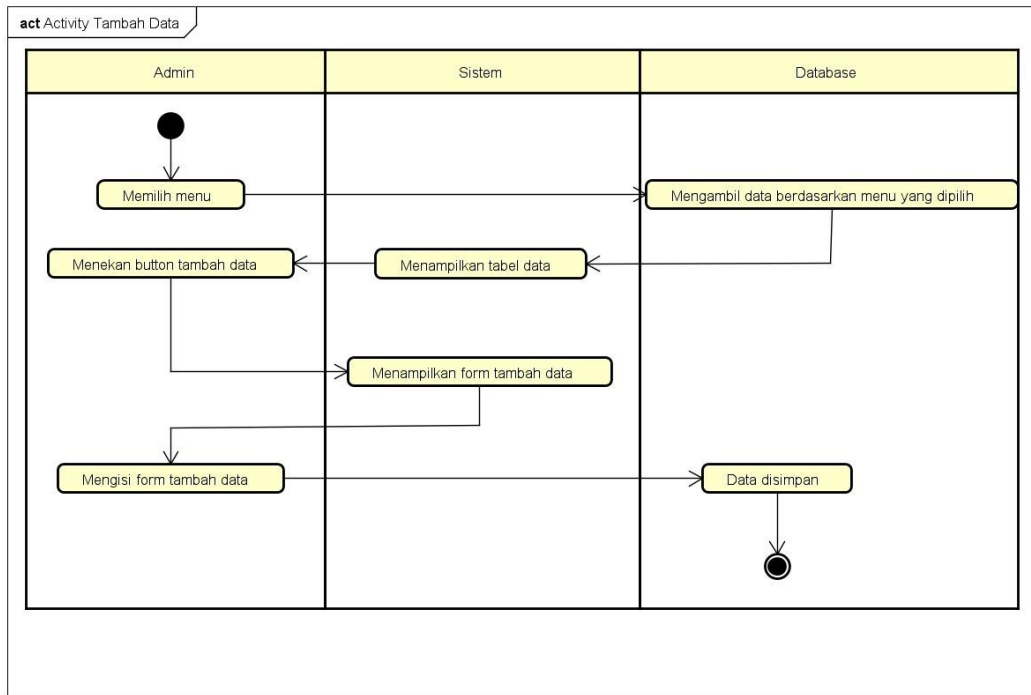 act Activity Tambah Data
Admin
Sistem
Database
Memilih menu
Mengambil data berdasarkan menu yang dipilih
Menekan button tambah data
Menampilkan tabel data
Menampilkan form tambah data
Mengisi form tambah data
Data disimpan